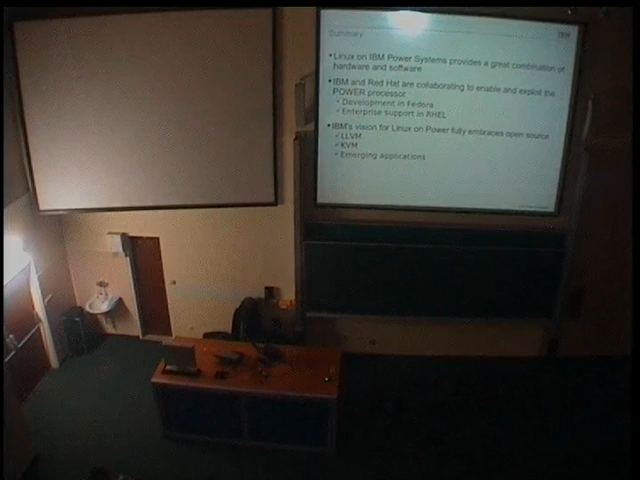 Summary
IBM
•Linux on IBM Power Systems provides a great combination of
hardware and software
•IBM and Red Hat are collaborating to enable and exploit the
POWER processor
Development in Fedora
Enterprise support in RHEL
•IBM's vision for Linux on Power fully embraces open source
✓LLVM
✓KVM
Emerging applications